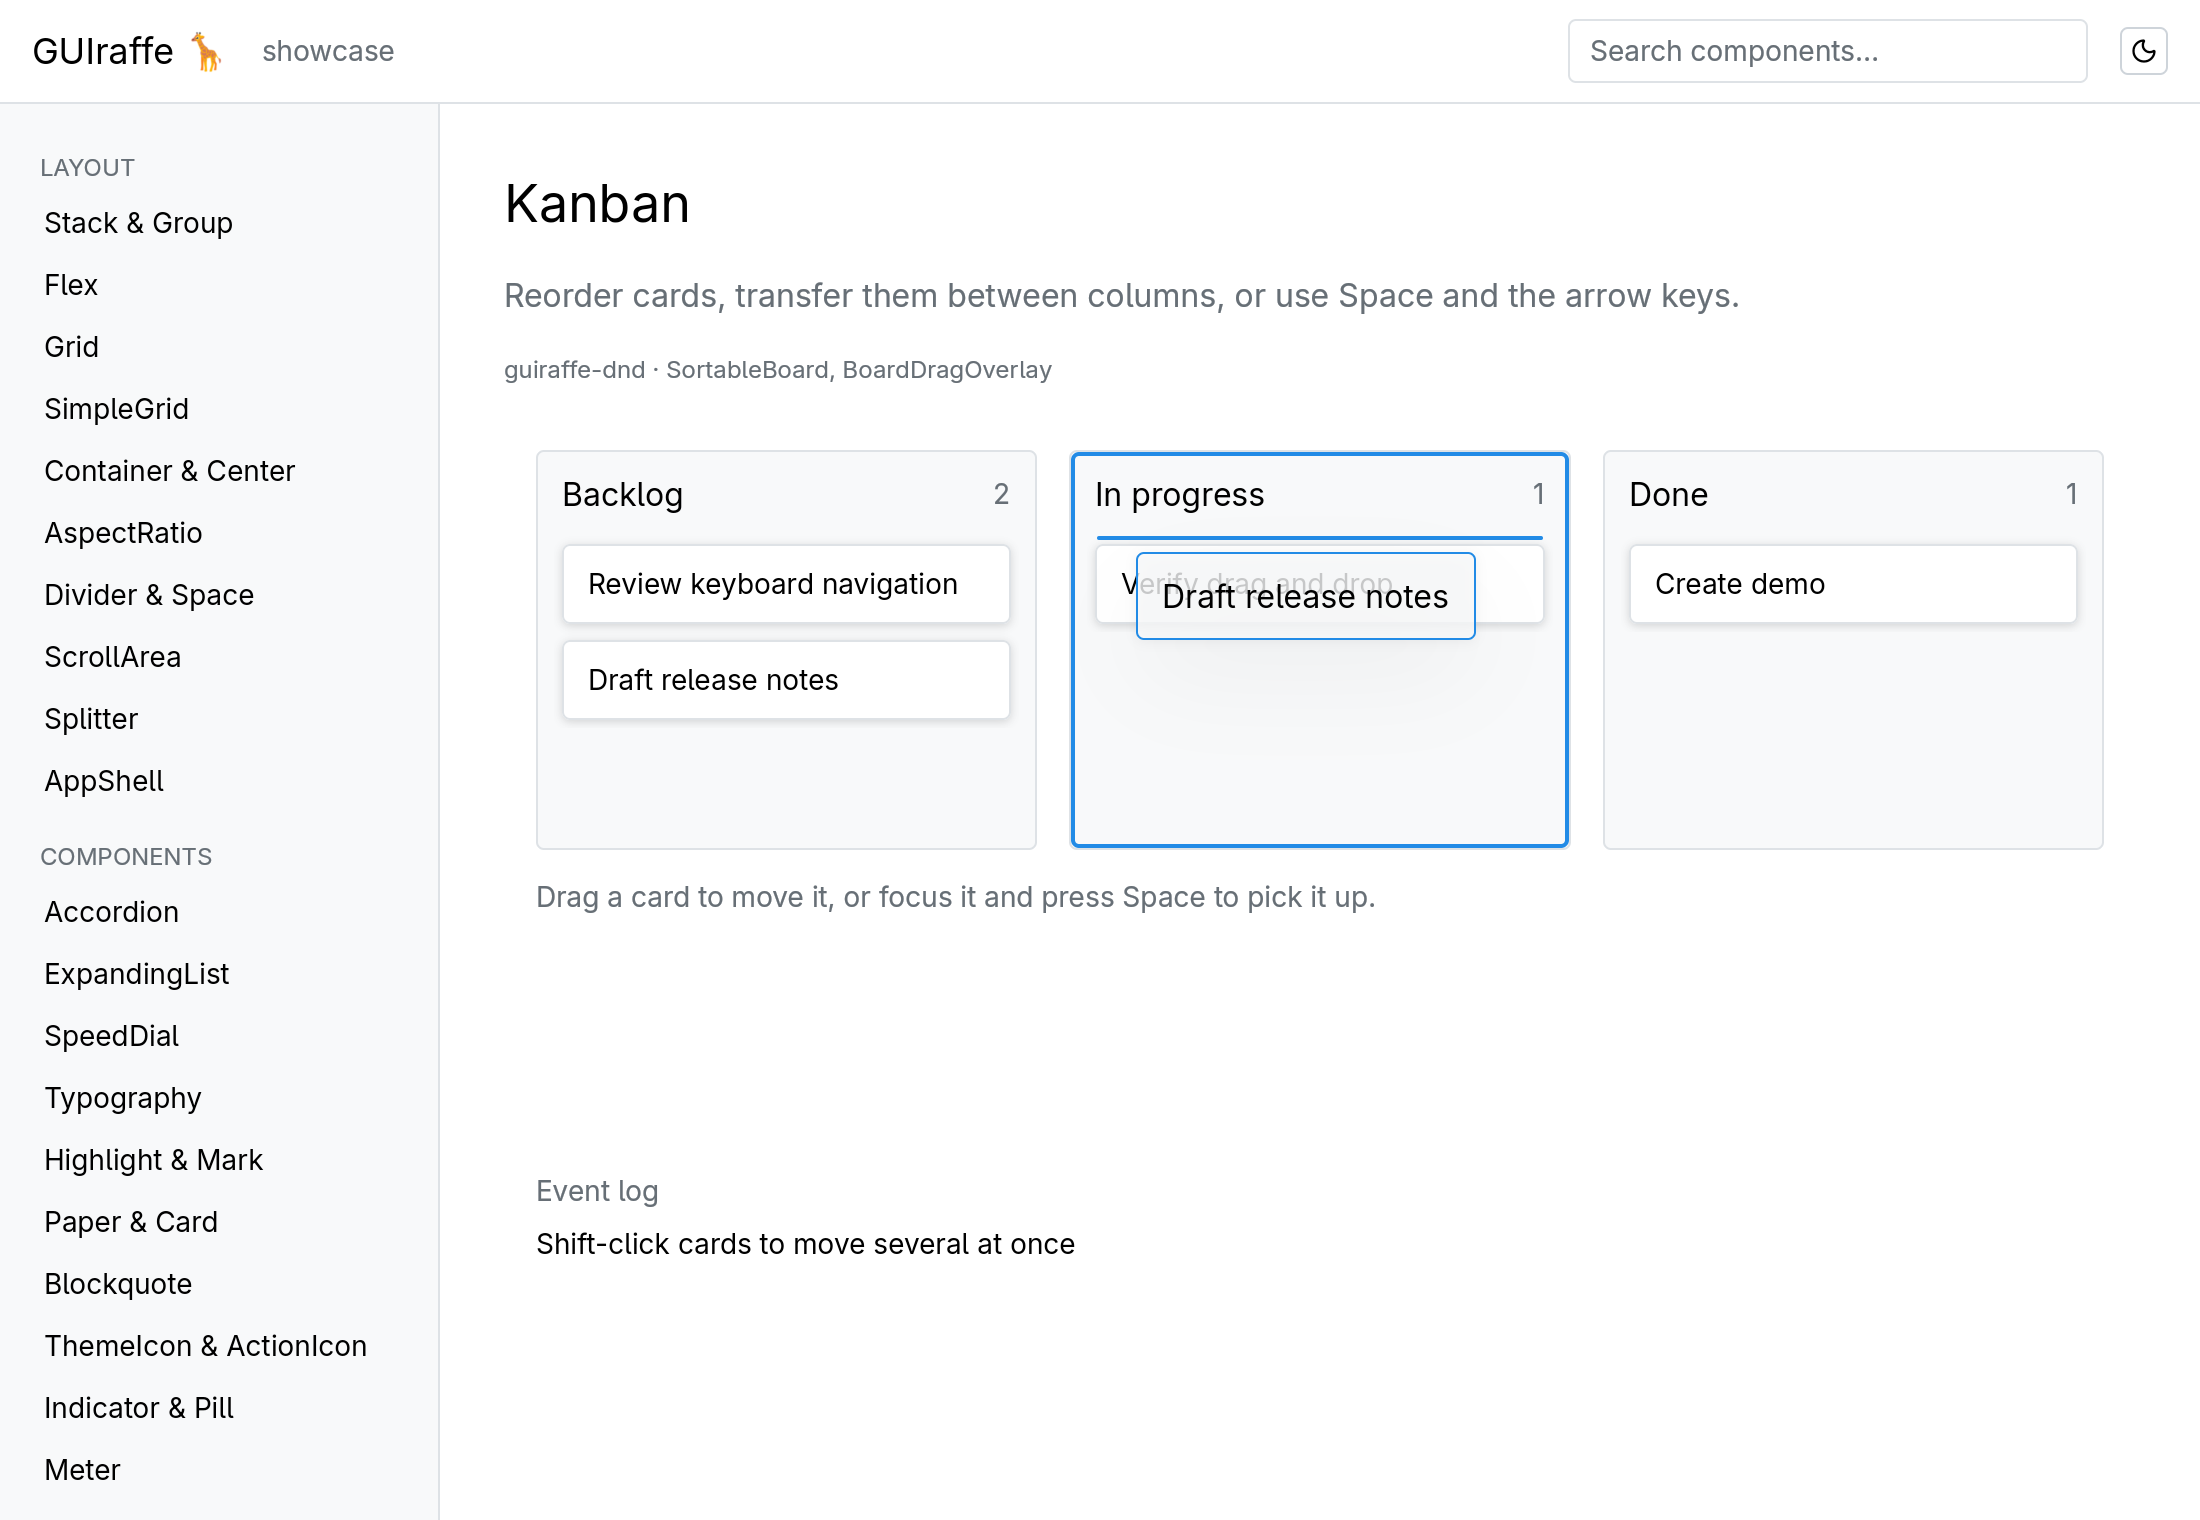 GUIraffe 🦒 showcase
Search components...
LAYOUT
Stack & Group
Flex
Grid
SimpleGrid
Container & Center
AspectRatio
Divider & Space
ScrollArea
Splitter
AppShell
COMPONENTS
Accordion
ExpandingList
SpeedDial
Typography
Highlight & Mark
Paper & Card
Blockquote
ThemeIcon & ActionIcon
Indicator & Pill
Meter
Kanban
Reorder cards, transfer them between columns, or use Space and the arrow keys.
guiraffe-dnd · SortableBoard, BoardDragOverlay
Backlog 2
Review keyboard navigation
Draft release notes
In progress 1
Verify drag and drop
Draft release notes
Done 1
Create demo
Drag a card to move it, or focus it and press Space to pick it up.
Event log
Shift-click cards to move several at once